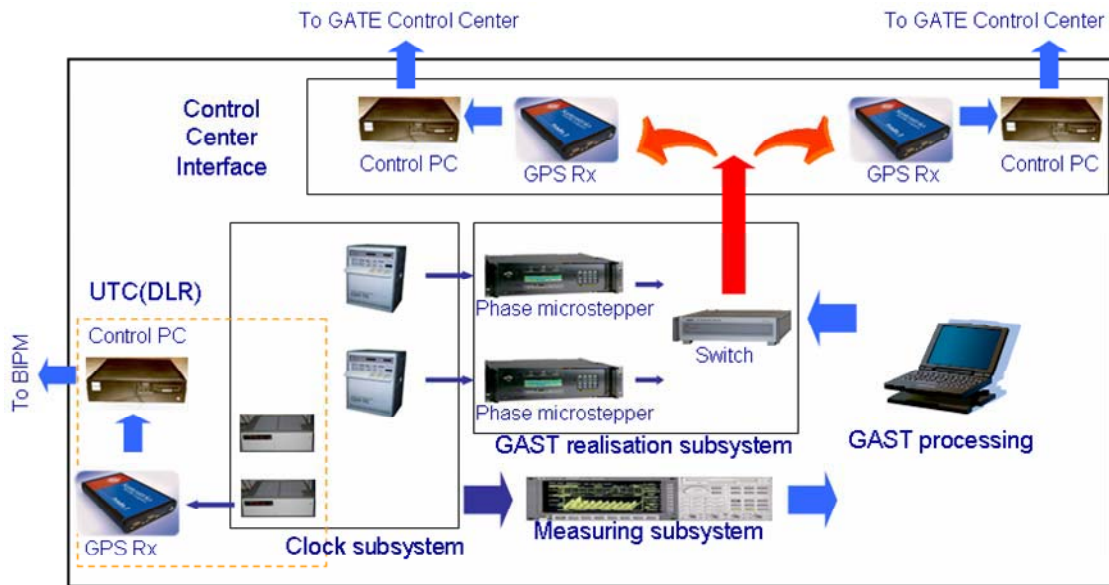 To GATE Control Center
To GATE Control Center
Control
Center
Interface
Control PC
GPS Rx
GPS Rx
Control PC
UTC(DLR)
Control PC
To BIPM
GPS Rx
Clock subsystem
Phase microstepper
Phase microstepper
Switch
GAST realisation subsystem
Measuring subsystem
GAST processing